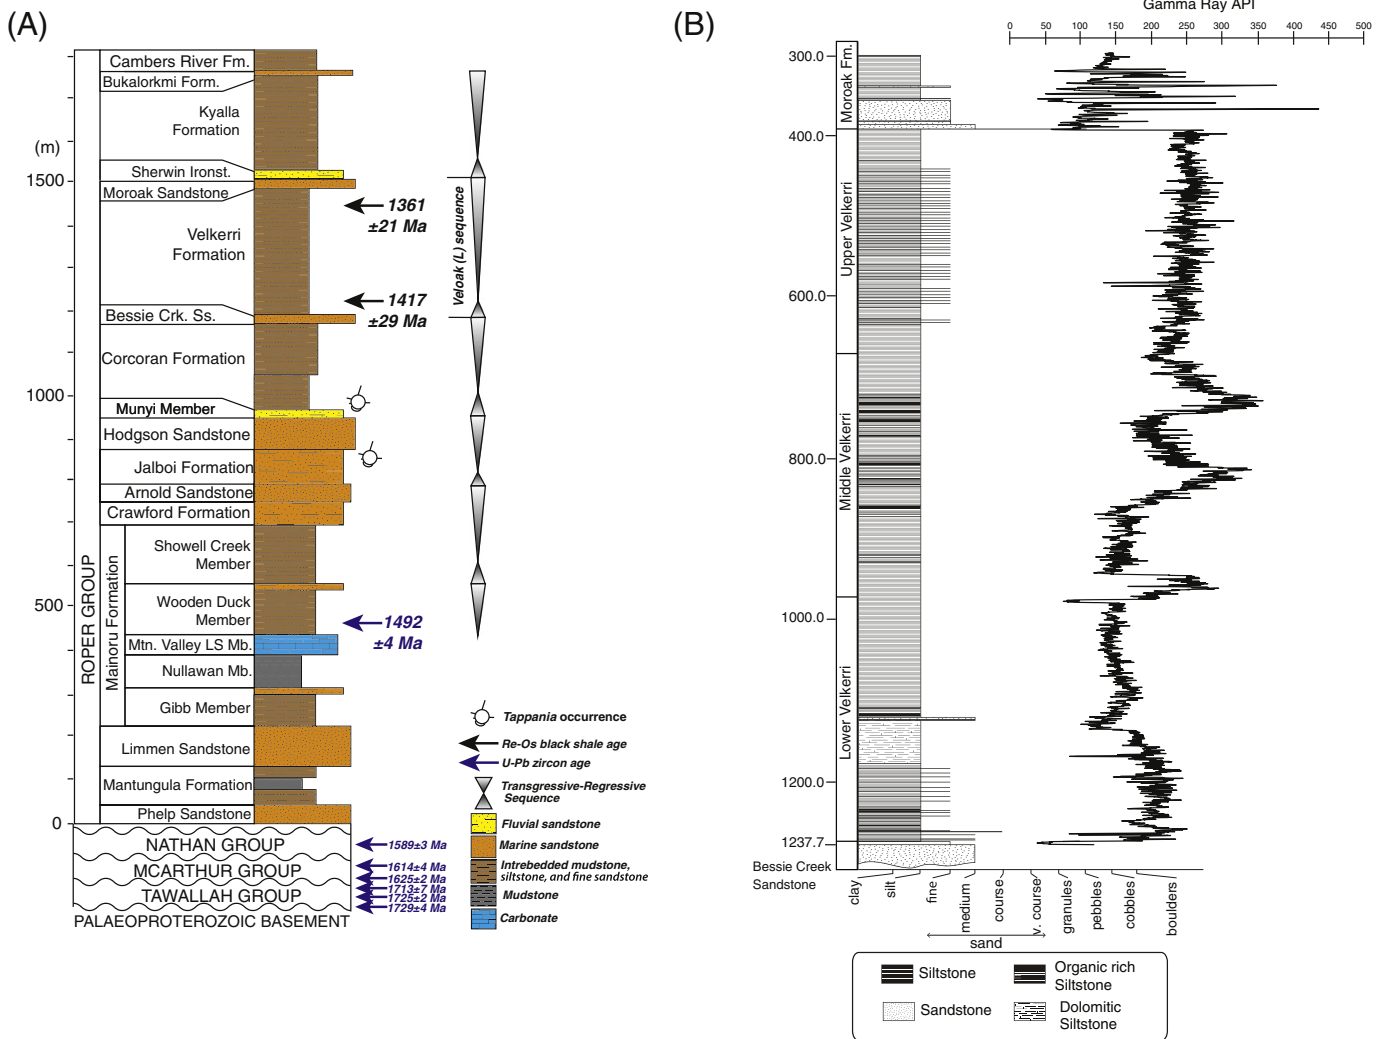 (A)
Cambers River Fm.
Bukalorkmi Form.
Kyalla
Formation
(m)
Sherwin Ironst.
1500
Moroak Sandstone
1361
±21 Ma
Velkerri
Formation
Veloak (L) sequence
1417
±29 Ma
Bessie Crk. Ss.
Corcoran Formation
1000
Munyi Member
Hodgson Sandstone
Jalboi Formation
Arnold Sandstone
Crawford Formation
ROPER GROUP
Mainoru Formation
Showell Creek
Member
500
Wooden Duck
Member
1492
±4 Ma
Mtn. Valley LS Mb.
Nullawan Mb.
Gibb Member
Limmen Sandstone
Mantungula Formation
Phelp Sandstone
0
NATHAN GROUP
1589±3 Ma
MCARTHUR GROUP
1614±4 Ma
1625±2 Ma
TAWALLAH GROUP
1713±7 Ma
1725±2 Ma
1729±4 Ma
PALAEOPROTEROZOIC BASEMENT
Tappania occurrence
Re-Os black shale age
U-Pb zircon age
Transgressive-Regressive
Sequence
Fluvial sandstone
Marine sandstone
Intrebedded mudstone,
siltstone, and fine sandstone
Mudstone
Carbonate
(B)
Gamma Ray API
0 50 100 150 200 250 300 350 400 450 500
300.0
400.0
600.0
800.0
1000.0
1200.0
1237.7
Moroak Fm.
Upper Velkerri
Middle Velkerri
Lower Velkerri
Bessie Creek
Sandstone
clay
silt
fine
medium
course
v. course
granules
pebbles
cobbles
boulders
sand
Siltstone
Organic rich
Siltstone
Sandstone
Dolomitic
Siltstone